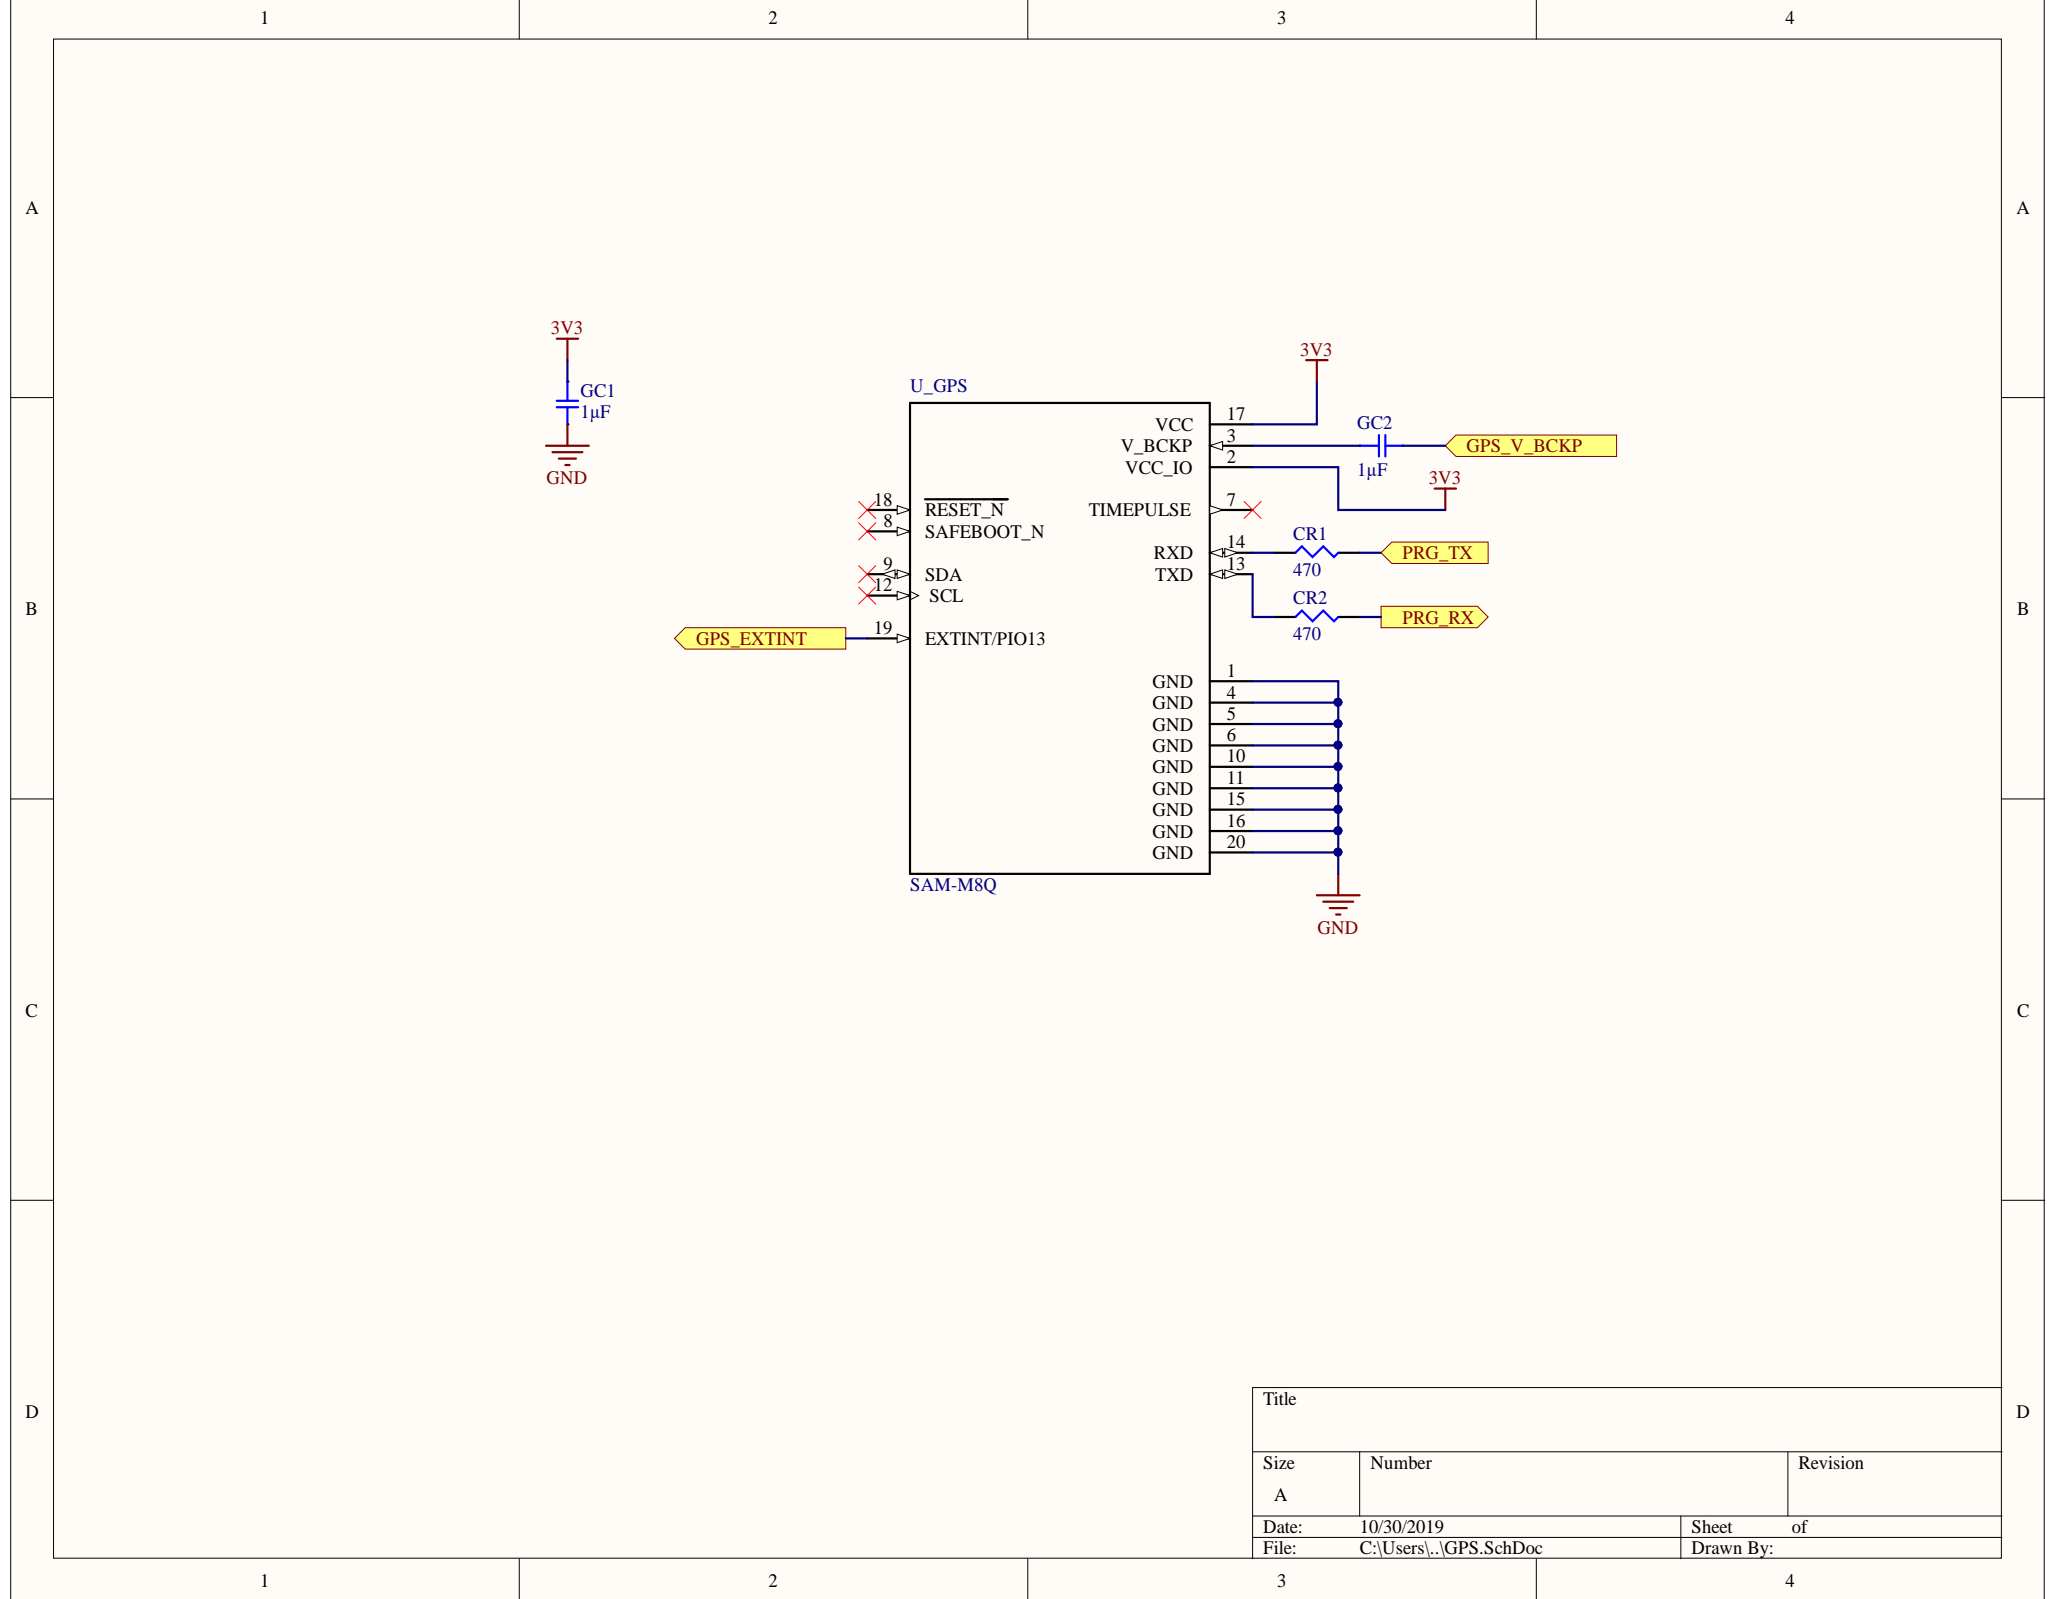 1 2 3 4
A A
3V3
GC1
1µF
GND
U_GPS
3V3
VCC 17
V_BCKP 3
GC2
1µF
GPS_V_BCKP
VCC_IO 2
3V3
18 RESET_N
8 SAFEBOOT_N
TIMEPULSE 7
9 SDA
12 SCL
RXD 14
CR1
470
PRG_TX
TXD 13
CR2
470
PRG_RX
B B
GPS_EXTINT 19 EXTINT/PIO13
GND 1
GND 4
GND 5
GND 6
GND 10
GND 11
GND 15
GND 16
GND 20
SAM-M8Q
GND
C C
D D
Title
Size Number Revision
A
Date: 10/30/2019 Sheet of
File: C:\Users\..\GPS.SchDoc Drawn By:
1 2 3 4